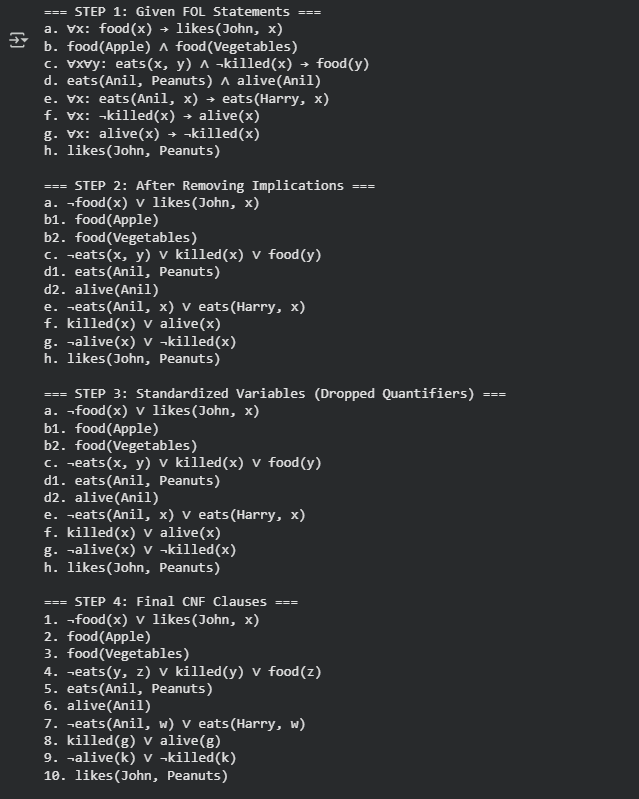 === STEP 1: Given FOL Statements ===
a. ∀x: food(x) → likes(John, x)
b. food(Apple) ∧ food(Vegetables)
c. ∀x∀y: eats(x, y) ∧ ¬killed(x) → food(y)
d. eats(Anil, Peanuts) ∧ alive(Anil)
e. ∀x: eats(Anil, x) → eats(Harry, x)
f. ∀x: ¬killed(x) → alive(x)
g. ∀x: alive(x) → ¬killed(x)
h. likes(John, Peanuts)
=== STEP 2: After Removing Implications ===
a. ¬food(x) ∨ likes(John, x)
b1. food(Apple)
b2. food(Vegetables)
c. ¬eats(x, y) ∨ killed(x) ∨ food(y)
d1. eats(Anil, Peanuts)
d2. alive(Anil)
e. ¬eats(Anil, x) ∨ eats(Harry, x)
f. killed(x) ∨ alive(x)
g. ¬alive(x) ∨ ¬killed(x)
h. likes(John, Peanuts)
=== STEP 3: Standardized Variables (Dropped Quantifiers) ===
a. ¬food(x) ∨ likes(John, x)
b1. food(Apple)
b2. food(Vegetables)
c. ¬eats(x, y) ∨ killed(x) ∨ food(y)
d1. eats(Anil, Peanuts)
d2. alive(Anil)
e. ¬eats(Anil, x) ∨ eats(Harry, x)
f. killed(x) ∨ alive(x)
g. ¬alive(x) ∨ ¬killed(x)
h. likes(John, Peanuts)
=== STEP 4: Final CNF Clauses ===
1. ¬food(x) ∨ likes(John, x)
2. food(Apple)
3. food(Vegetables)
4. ¬eats(y, z) ∨ killed(y) ∨ food(z)
5. eats(Anil, Peanuts)
6. alive(Anil)
7. ¬eats(Anil, w) ∨ eats(Harry, w)
8. killed(g) ∨ alive(g)
9. ¬alive(k) ∨ ¬killed(k)
10. likes(John, Peanuts)